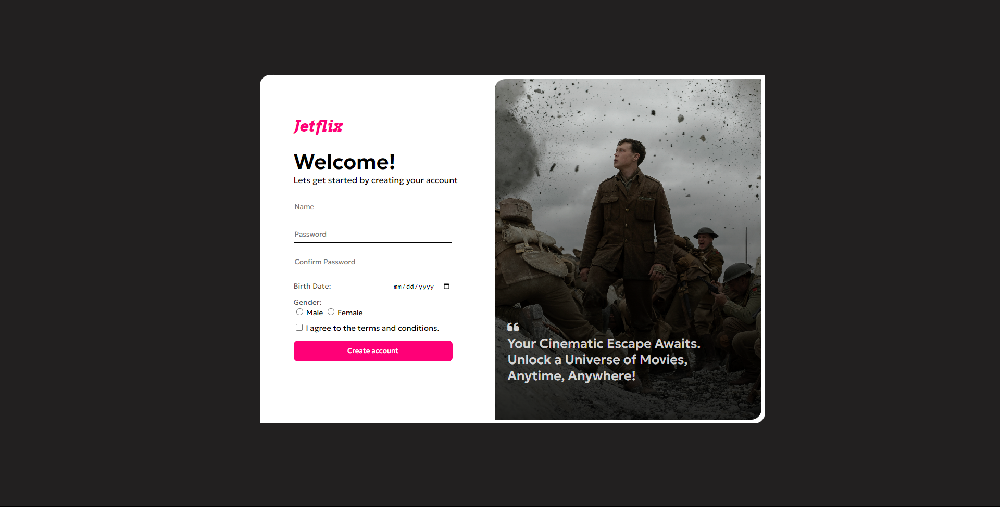 Jetflix
Welcome!
Lets get started by creating your account
Name
Password
Confirm Password
Birth Date:
mm/dd/yyyy
Gender:
Male Female
I agree to the terms and conditions.
Create account
❝
Your Cinematic Escape Awaits.
Unlock a Universe of Movies,
Anytime, Anywhere!